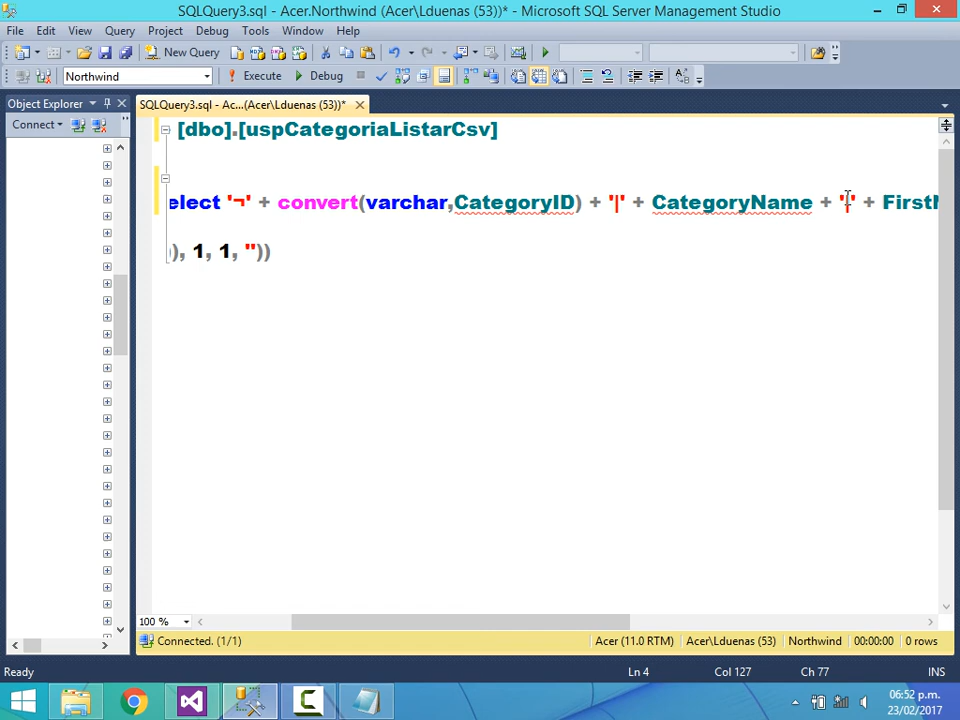 SQLQuery3.sql - Acer.Northwind (Acer\Lduenas (53))* - Microsoft SQL Server Management Studio
File Edit View Query Project Debug Tools Window Help
New Query
Northwind Execute Debug
Object Explorer
SQLQuery3.sql - Ac...(Acer\Lduenas (53))*
Connect
[dbo].[uspCategoriaListarCsv]
elect '¬' + convert(varchar,CategoryID) + '|' + CategoryName + '|' + First
), 1, 1, ''))
100 %
Connected. (1/1) Acer (11.0 RTM) Acer\Lduenas (53) Northwind 00:00:00 0 rows
Ready Ln 4 Col 127 Ch 77 INS
06:52 p.m.
23/02/2017